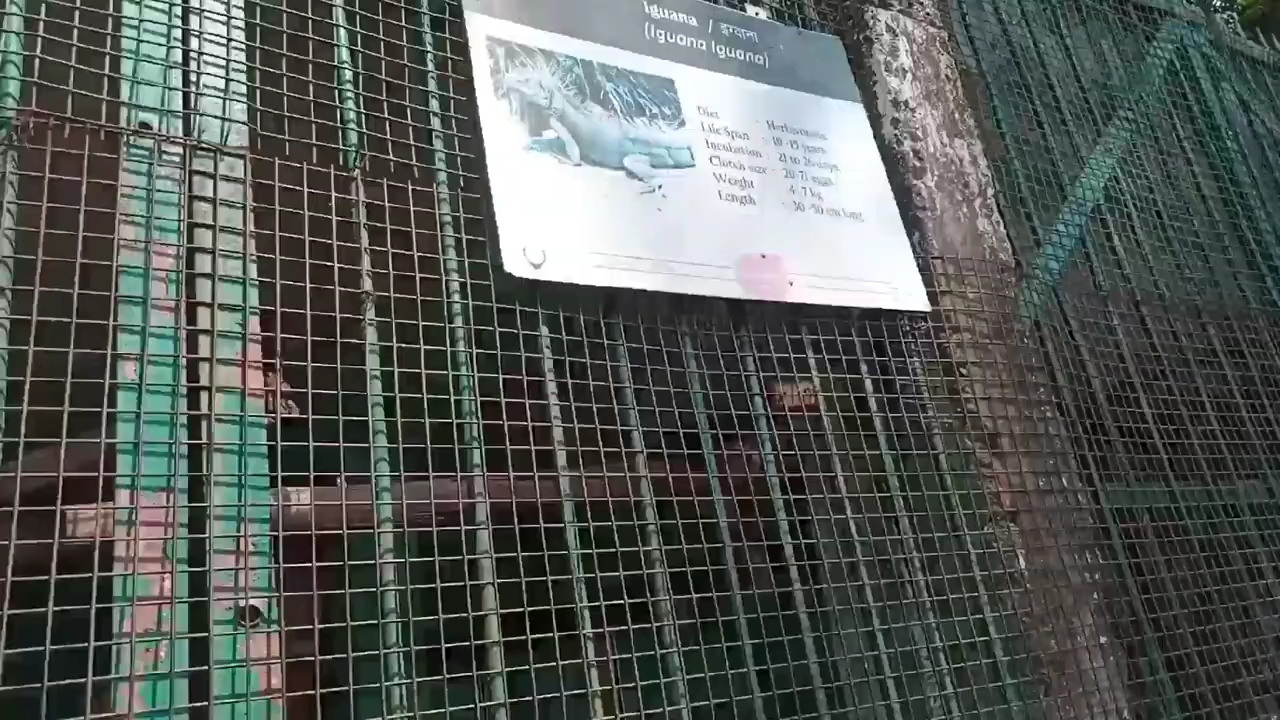 Iguana / इग्वाना
(Iguana Iguana)
Diet : Herbivorous
Life Span : 10 -15 years
Incubation : 21 to 26 days
Clutch size : 20-71 eggs
Weight : 4-7 kg
Length : 30 -50 cm long